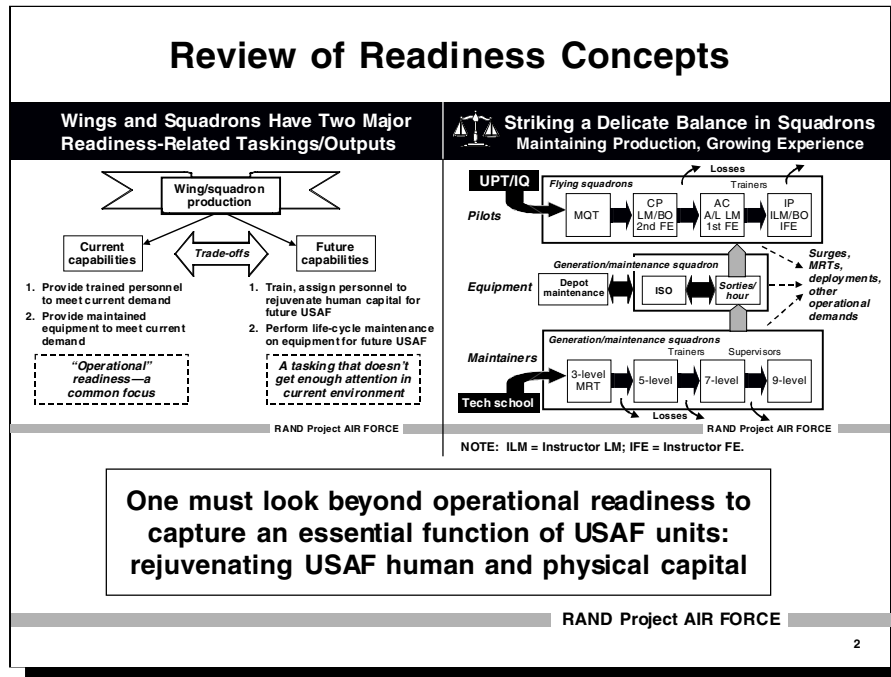 Review of Readiness Concepts
Wings and Squadrons Have Two Major
Readiness-Related Taskings/Outputs
Wing/squadron
production
Current
capabilities
Trade-offs
Future
capabilities
1. Provide trained personnel
to meet current demand
2. Provide maintained
equipment to meet current
demand
1. Train, assign personnel to
rejuvenate human capital for
future USAF
2. Perform life-cycle maintenance
on equipment for future USAF
“Operational”
readiness—a
common focus
A tasking that doesn’t
get enough attention in
current environment
RAND Project AIR FORCE
Striking a Delicate Balance in Squadrons
Maintaining Production, Growing Experience
Losses
UPT/IQ
Flying squadrons
Trainers
Pilots
MQT
CP
LM/BO
2nd FE
AC
A/L LM
1st FE
IP
ILM/BO
IFE
Generation/maintenance squadron
Equipment
Depot
maintenance
ISO
Sorties/
hour
Surges,
MRTs,
deployments,
other
operational
demands
Generation/maintenance squadrons
Maintainers
Trainers
Supervisors
3-level
MRT
5-level
7-level
9-level
Tech school
Losses
RAND Project AIR FORCE
NOTE: ILM = Instructor LM; IFE = Instructor FE.
One must look beyond operational readiness to
capture an essential function of USAF units:
rejuvenating USAF human and physical capital
RAND Project AIR FORCE
2